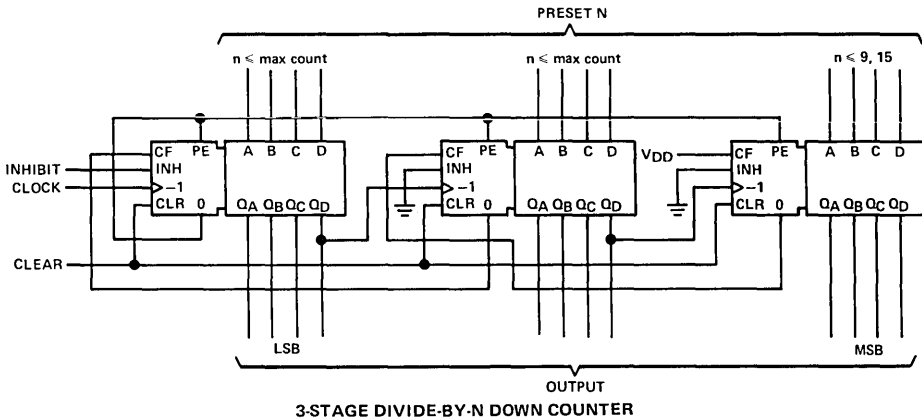 PRESET N
n ⩽ max count
n ⩽ max count
n ⩽ 9, 15
A B C D
A B C D
A B C D
CF PE
INH
−1
CLR 0
QA QB QC QD
CF PE
INH
−1
CLR 0
QA QB QC QD
VDD
CF PE
INH
−1
CLR 0
QA QB QC QD
INHIBIT
CLOCK
CLEAR
LSB
MSB
OUTPUT
3-STAGE DIVIDE-BY-N DOWN COUNTER